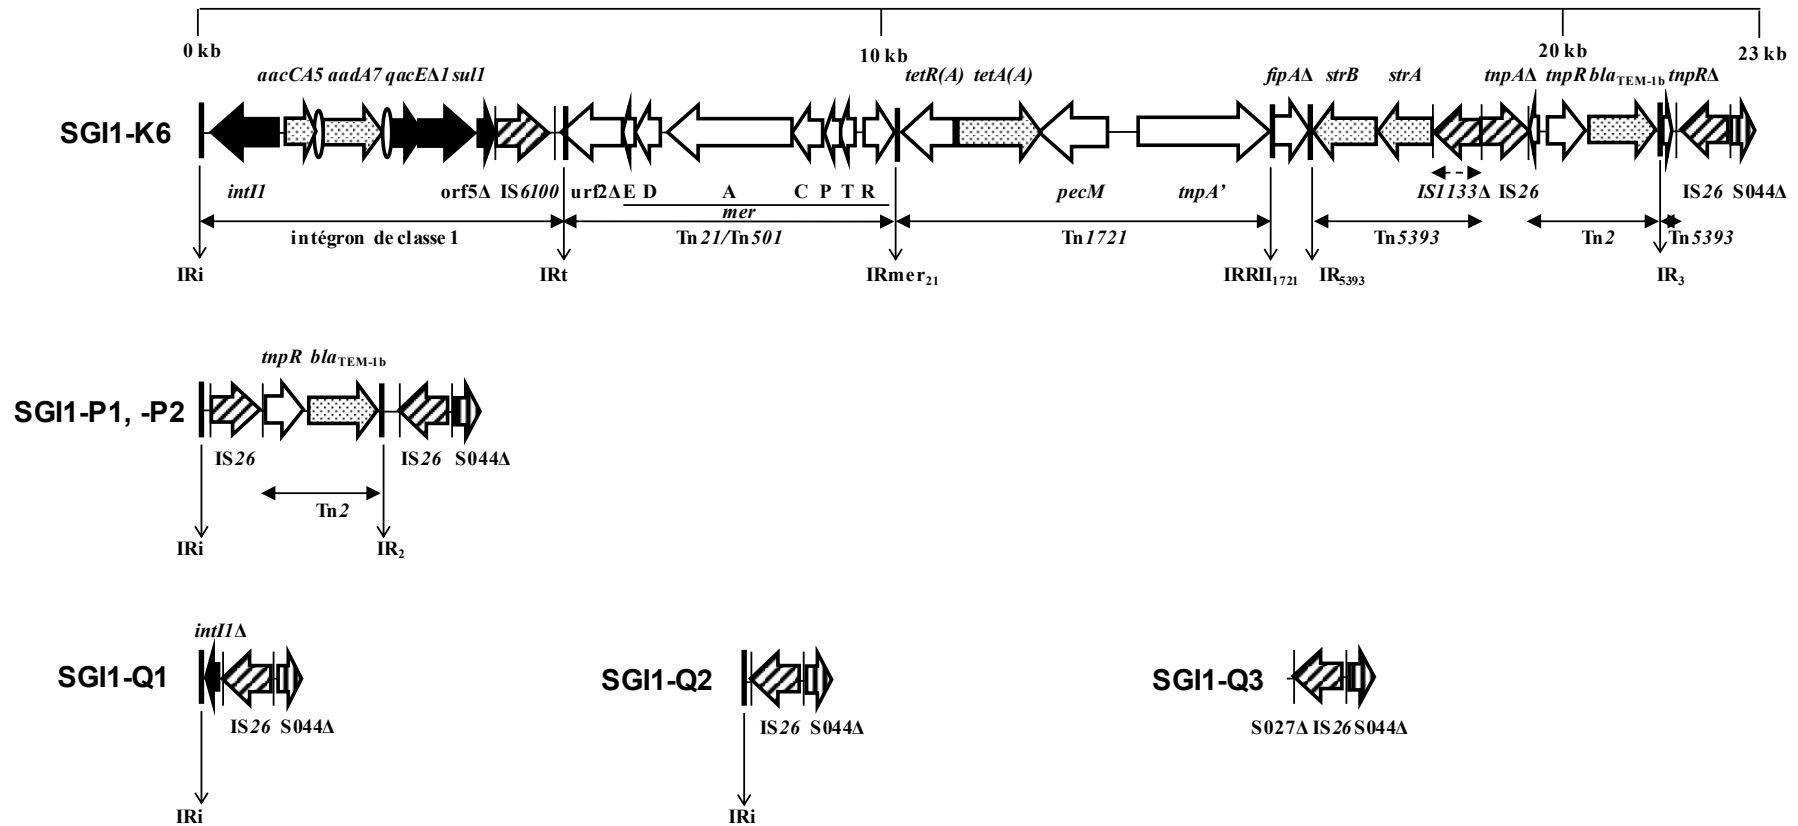 0 kb 10 kb 20 kb 23 kb
aacCA5 aadA7 qacEΔ1 sul1 tetR(A) tetA(A) fipAΔ strB strA tnpAΔ tnpR blaTEM-1b tnpRΔ
SGI1-K6
intI1 orf5Δ IS6100 urf2Δ E D A C P T R pecM tnpA’ IS1133Δ IS26 IS26 S044Δ
mer
intégron de classe 1 Tn21/Tn501 Tn1721 Tn5393 Tn2 Tn5393
IRi IRt IRmer21 IRRII1721 IR5393 IR3
tnpR blaTEM-1b
SGI1-P1, -P2
IS26 IS26 S044Δ
Tn2
IRi IR2
intI1Δ
SGI1-Q1 SGI1-Q2 SGI1-Q3
IS26 S044Δ IS26 S044Δ S027Δ IS26 S044Δ
IRi IRi